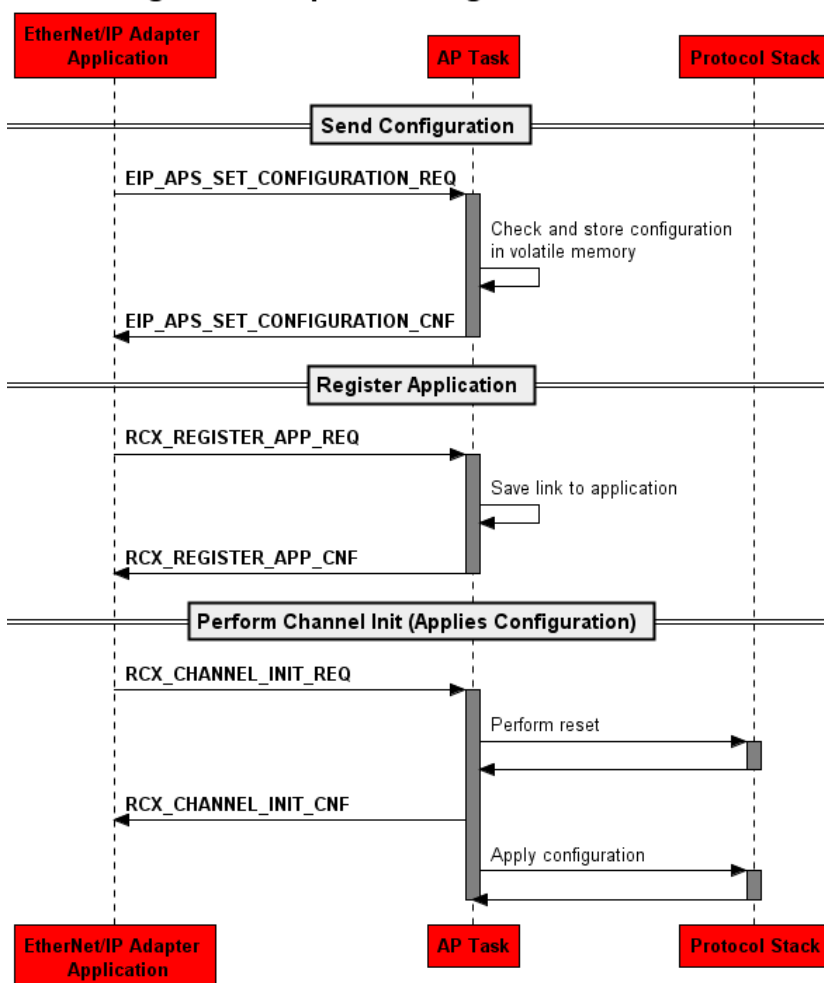 EtherNet/IP Adapter
Application
AP Task
Protocol Stack
Send Configuration
EIP_APS_SET_CONFIGURATION_REQ
Check and store configuration
in volatile memory
EIP_APS_SET_CONFIGURATION_CNF
Register Application
RCX_REGISTER_APP_REQ
Save link to application
RCX_REGISTER_APP_CNF
Perform Channel Init (Applies Configuration)
RCX_CHANNEL_INIT_REQ
Perform reset
RCX_CHANNEL_INIT_CNF
Apply configuration
EtherNet/IP Adapter
Application
AP Task
Protocol Stack